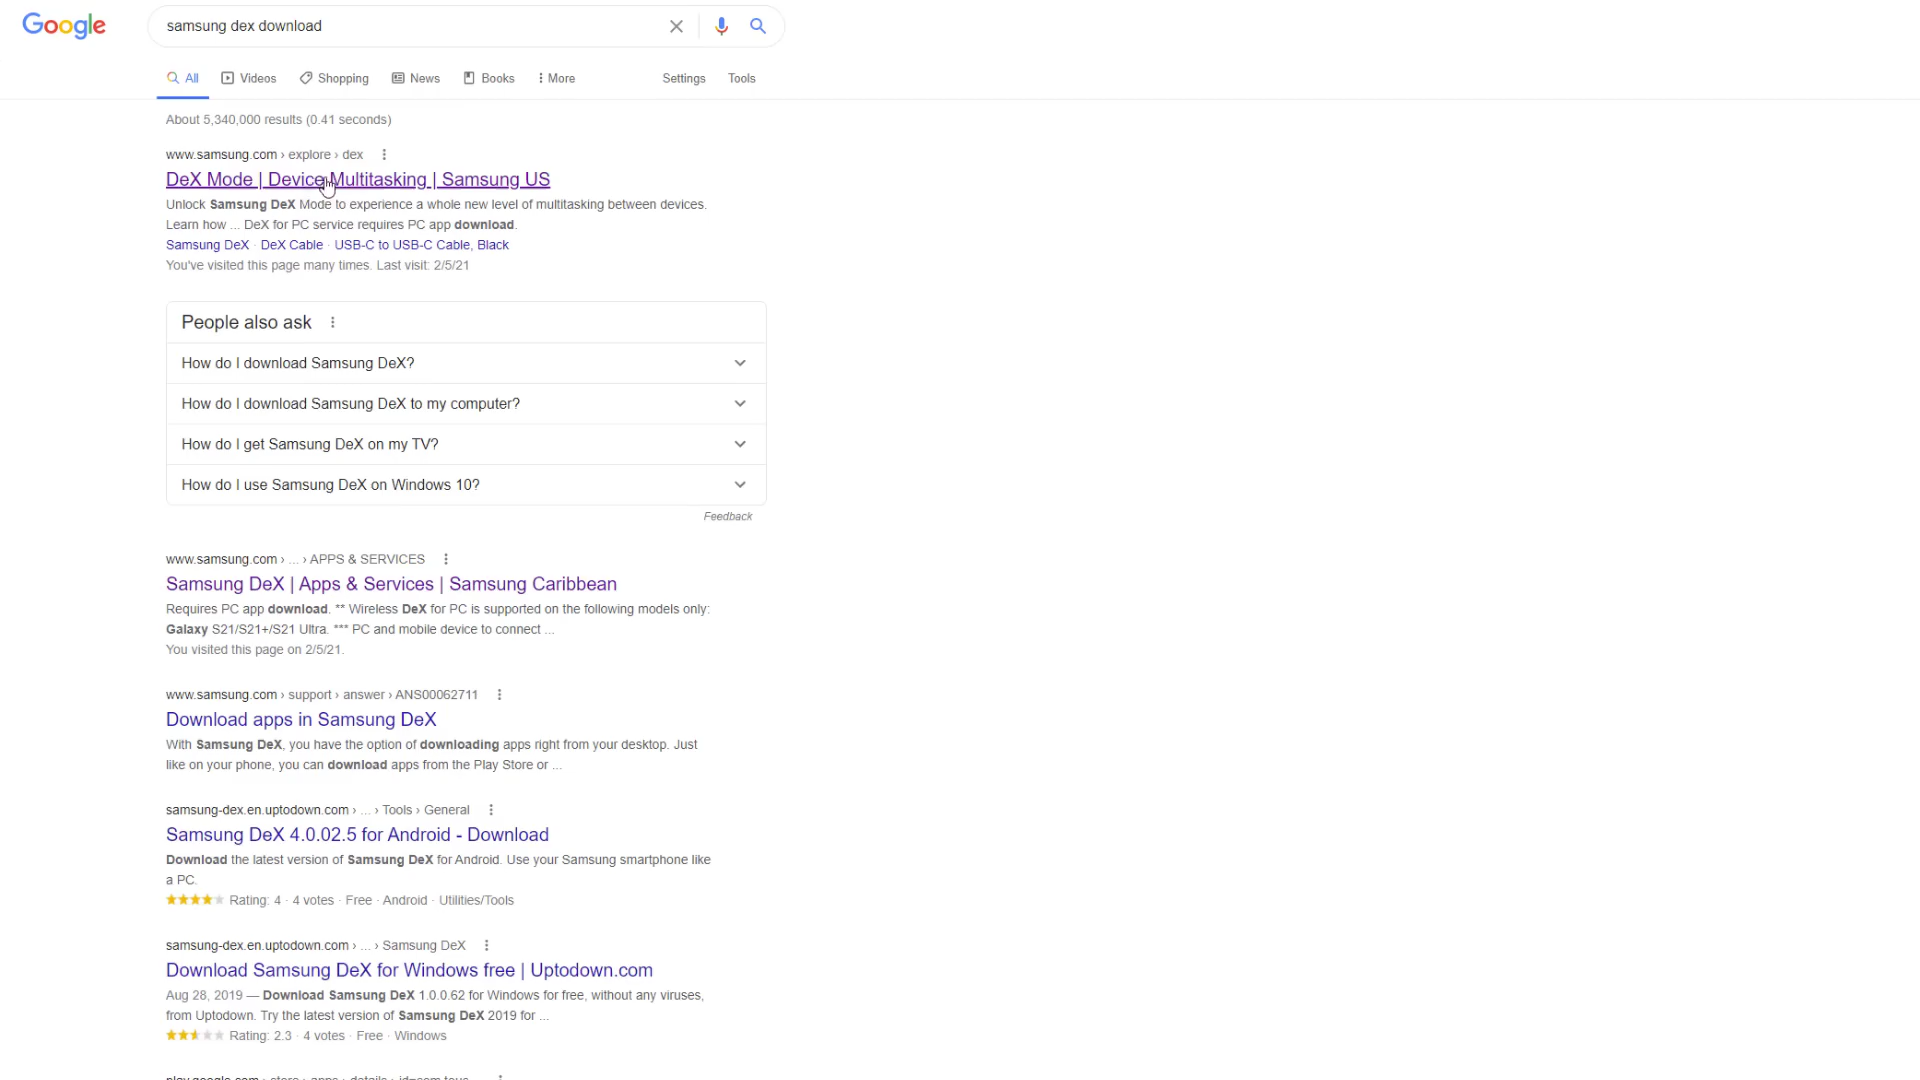 Google
samsung dex download
All Videos Shopping News Books More Settings Tools
About 5,340,000 results (0.41 seconds)
www.samsung.com › explore › dex
DeX Mode | Device Multitasking | Samsung US
Unlock Samsung DeX Mode to experience a whole new level of multitasking between devices.
Learn how ... DeX for PC service requires PC app download.
Samsung DeX · DeX Cable · USB-C to USB-C Cable, Black
You've visited this page many times. Last visit: 2/5/21
People also ask
How do I download Samsung DeX?
How do I download Samsung DeX to my computer?
How do I get Samsung DeX on my TV?
How do I use Samsung DeX on Windows 10?
Feedback
www.samsung.com › ... › APPS & SERVICES
Samsung DeX | Apps & Services | Samsung Caribbean
Requires PC app download. ** Wireless DeX for PC is supported on the following models only:
Galaxy S21/S21+/S21 Ultra. *** PC and mobile device to connect ...
You visited this page on 2/5/21.
www.samsung.com › support › answer › ANS00062711
Download apps in Samsung DeX
With Samsung DeX, you have the option of downloading apps right from your desktop. Just
like on your phone, you can download apps from the Play Store or ...
samsung-dex.en.uptodown.com › ... › Tools › General
Samsung DeX 4.0.02.5 for Android - Download
Download the latest version of Samsung DeX for Android. Use your Samsung smartphone like
a PC.
Rating: 4 · 4 votes · Free · Android · Utilities/Tools
samsung-dex.en.uptodown.com › ... › Samsung DeX
Download Samsung DeX for Windows free | Uptodown.com
Aug 28, 2019 — Download Samsung DeX 1.0.0.62 for Windows for free, without any viruses,
from Uptodown. Try the latest version of Samsung DeX 2019 for ...
Rating: 2.3 · 4 votes · Free · Windows
play.google.com › store › apps › details